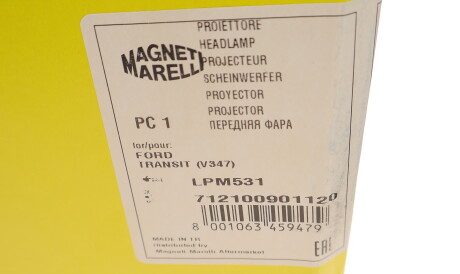 PROIETTORE
HEADLAMP
PROJECTEUR
SCHEINWERFER
PROYECTOR
PROJECTOR
ПЕРЕДНЯЯ ФАРА
MAGNETI
MARELLI
PC 1
for/pour:
FORD
TRANSIT (V347)
LPM531
712100901120
8 001063 459479
MADE IN
distributed by
Magneti Marelli Aftermarket
EAC